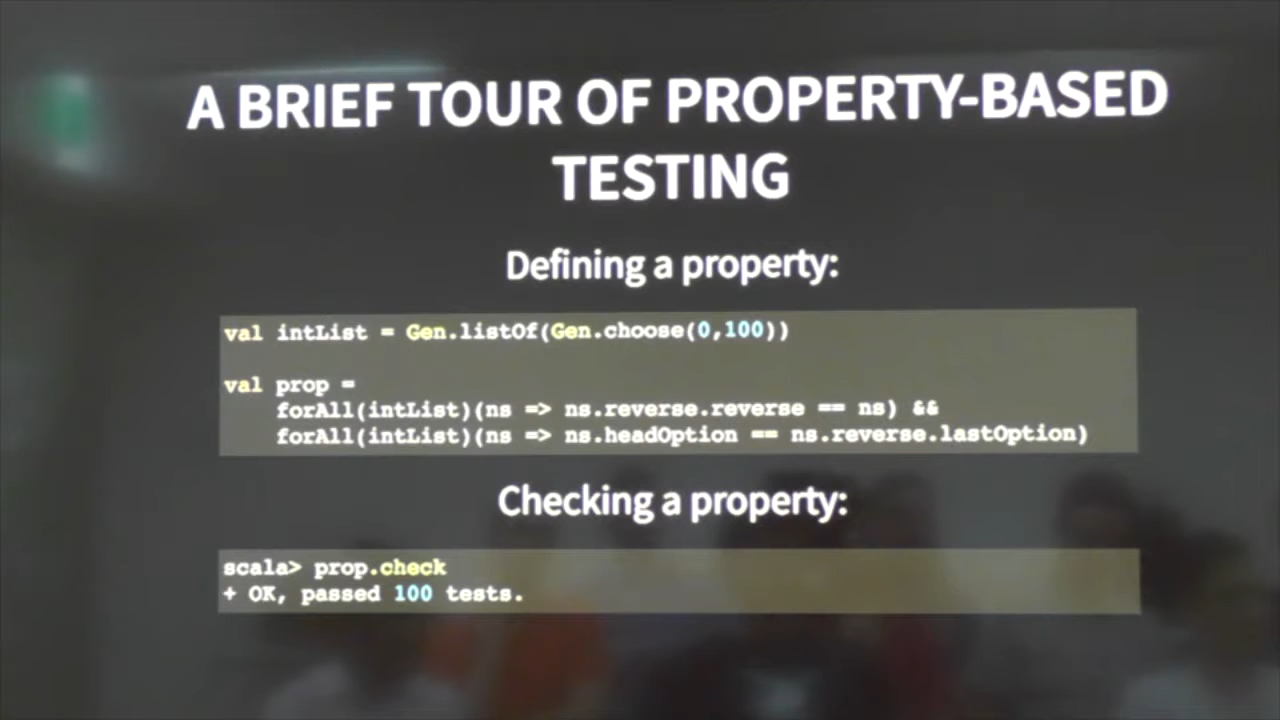 A BRIEF TOUR OF PROPERTY-BASED
TESTING
Defining a property:
val intList = Gen.listOf(Gen.choose(0,100))
val prop =
    forAll(intList)(ns => ns.reverse.reverse == ns) &&
    forAll(intList)(ns => ns.headOption == ns.reverse.lastOption)
Checking a property:
scala> prop.check
+ OK, passed 100 tests.